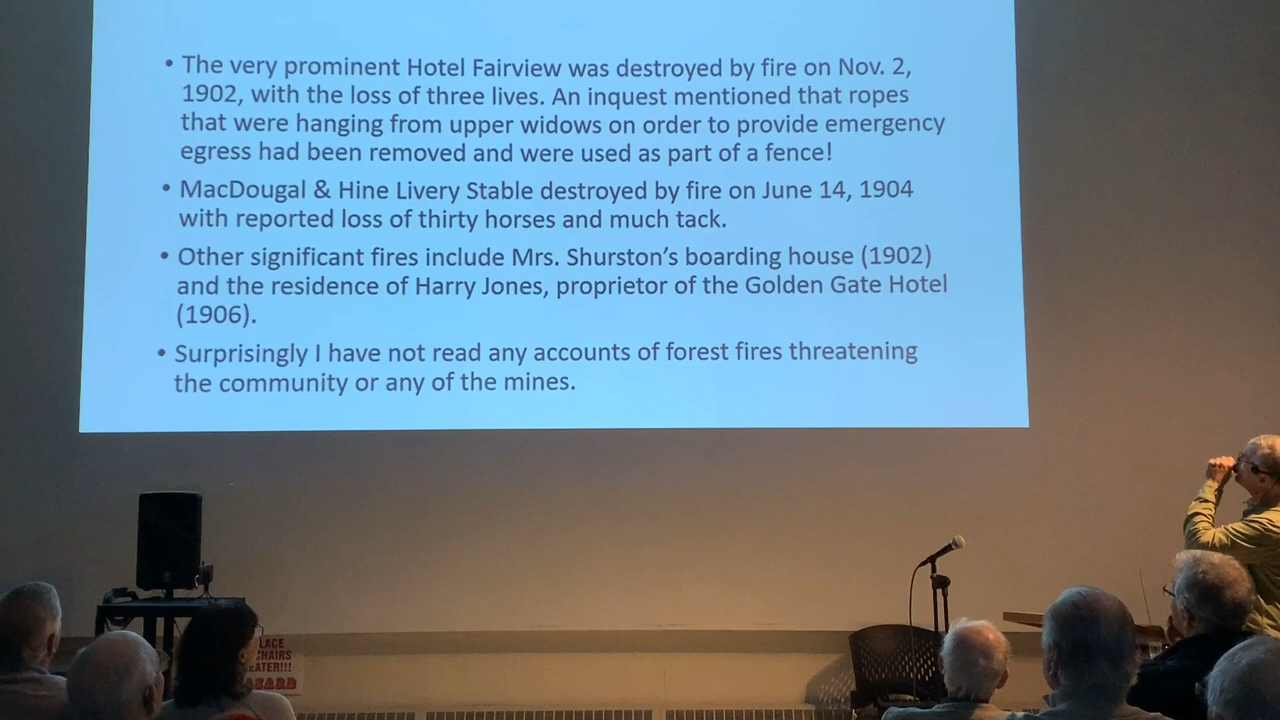 • The very prominent Hotel Fairview was destroyed by fire on Nov. 2,
1902, with the loss of three lives. An inquest mentioned that ropes
that were hanging from upper widows on order to provide emergency
egress had been removed and were used as part of a fence!
• MacDougal & Hine Livery Stable destroyed by fire on June 14, 1904
with reported loss of thirty horses and much tack.
• Other significant fires include Mrs. Shurston’s boarding house (1902)
and the residence of Harry Jones, proprietor of the Golden Gate Hotel
(1906).
• Surprisingly I have not read any accounts of forest fires threatening
the community or any of the mines.
LACE
CHAIRS
EATER!!!
AZARD